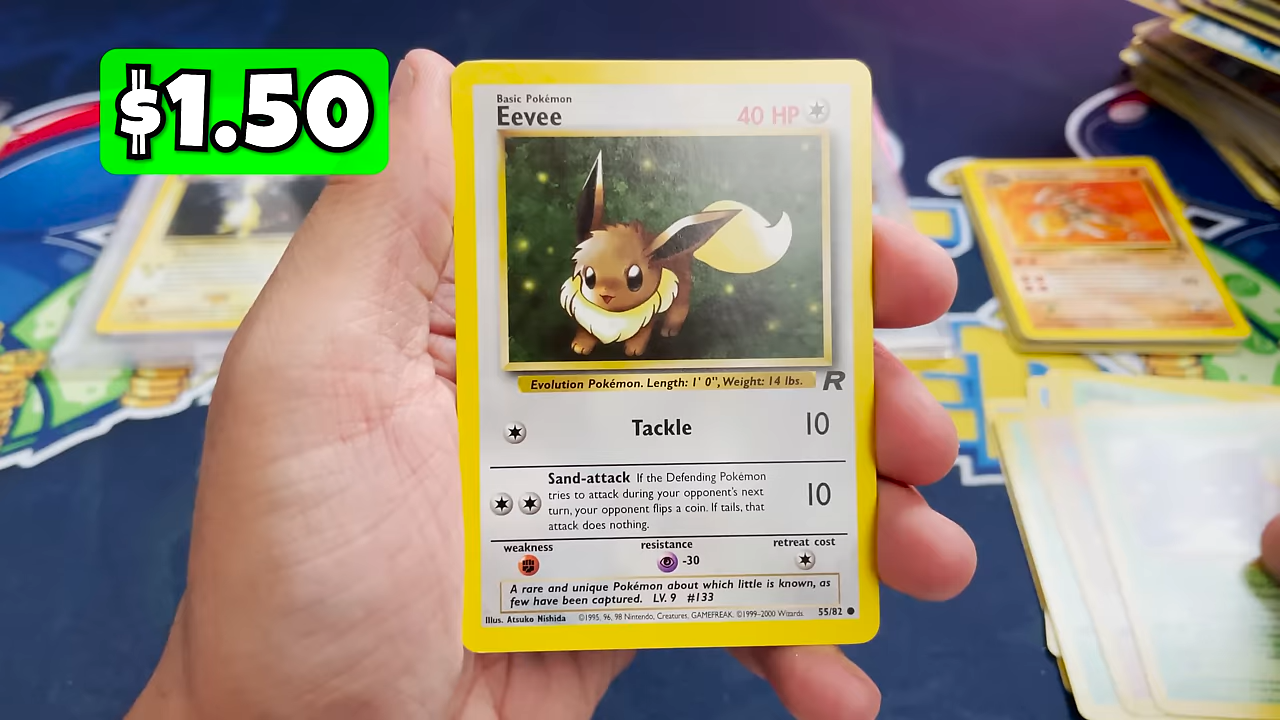 $1.50
Basic Pokémon
Eevee
40 HP
Evolution Pokémon. Length: 1' 0", Weight: 14 lbs.
R
Tackle 10
Sand-attack If the Defending Pokémon
tries to attack during your opponent's next
turn, your opponent flips a coin. If tails, that
attack does nothing.
10
weakness resistance retreat cost
-30
A rare and unique Pokémon about which little is known, as
few have been captured. LV. 9 #133
Illus. Atsuko Nishida ©1995, 96, 98 Nintendo, Creatures, GAMEFREAK. ©1999-2000 Wizards. 55/82